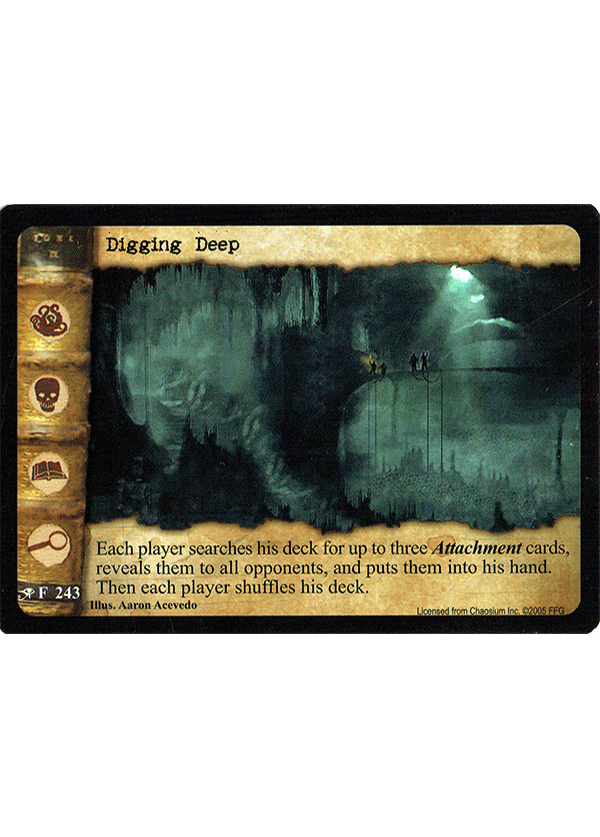 Digging Deep
Each player searches his deck for up to three Attachment cards,
reveals them to all opponents, and puts them into his hand.
Then each player shuffles his deck.
F 243
Illus. Aaron Acevedo
Licensed from Chaosium Inc. ©2005 FFG